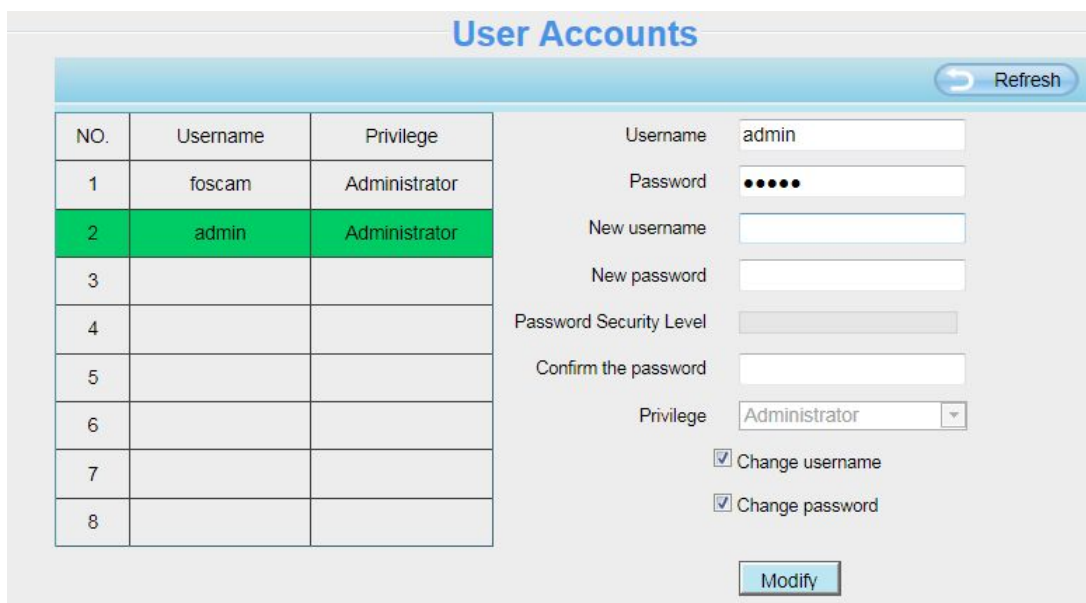 User Accounts
Refresh
NO. Username Privilege
1 foscam Administrator
2 admin Administrator
3
4
5
6
7
8
Username admin
Password •••••
New username
New password
Password Security Level
Confirm the password
Privilege Administrator
Change username
Change password
Modify